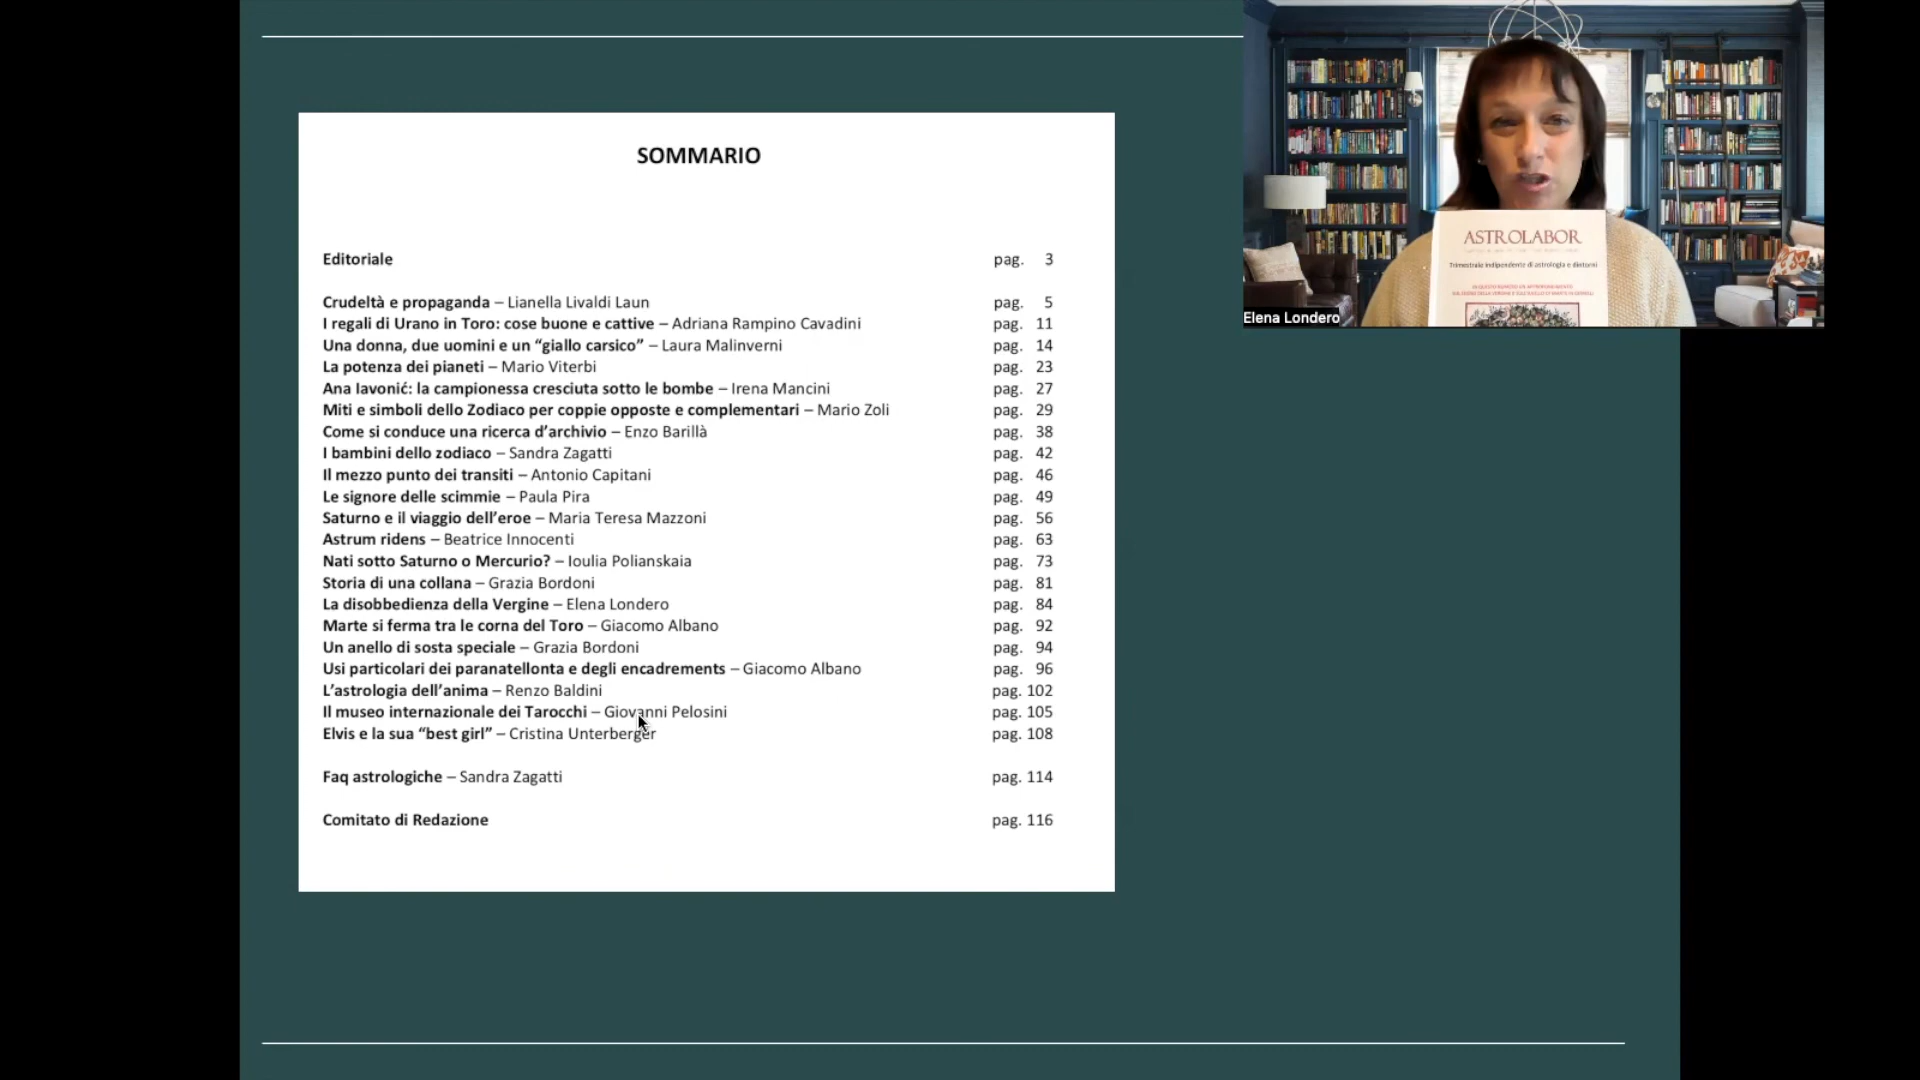 SOMMARIO
Editoriale pag. 3
Crudeltà e propaganda – Lianella Livaldi Laun pag. 5
I regali di Urano in Toro: cose buone e cattive – Adriana Rampino Cavadini pag. 11
Una donna, due uomini e un “giallo carsico” – Laura Malinverni pag. 14
La potenza dei pianeti – Mario Viterbi pag. 23
Ana Iavonić: la campionessa cresciuta sotto le bombe – Irena Mancini pag. 27
Miti e simboli dello Zodiaco per coppie opposte e complementari – Mario Zoli pag. 29
Come si conduce una ricerca d’archivio – Enzo Barillà pag. 38
I bambini dello zodiaco – Sandra Zagatti pag. 42
Il mezzo punto dei transiti – Antonio Capitani pag. 46
Le signore delle scimmie – Paula Pira pag. 49
Saturno e il viaggio dell’eroe – Maria Teresa Mazzoni pag. 56
Astrum ridens – Beatrice Innocenti pag. 63
Nati sotto Saturno o Mercurio? – Ioulia Polianskaia pag. 73
Storia di una collana – Grazia Bordoni pag. 81
La disobbedienza della Vergine – Elena Londero pag. 84
Marte si ferma tra le corna del Toro – Giacomo Albano pag. 92
Un anello di sosta speciale – Grazia Bordoni pag. 94
Usi particolari dei paranatellonta e degli encadrements – Giacomo Albano pag. 96
L’astrologia dell’anima – Renzo Baldini pag. 102
Il museo internazionale dei Tarocchi – Giovanni Pelosini pag. 105
Elvis e la sua “best girl” – Cristina Unterberger pag. 108
Faq astrologiche – Sandra Zagatti pag. 114
Comitato di Redazione pag. 116
ASTROLABOR
Trimestrale indipendente di astrologia e dintorni
Elena Londero